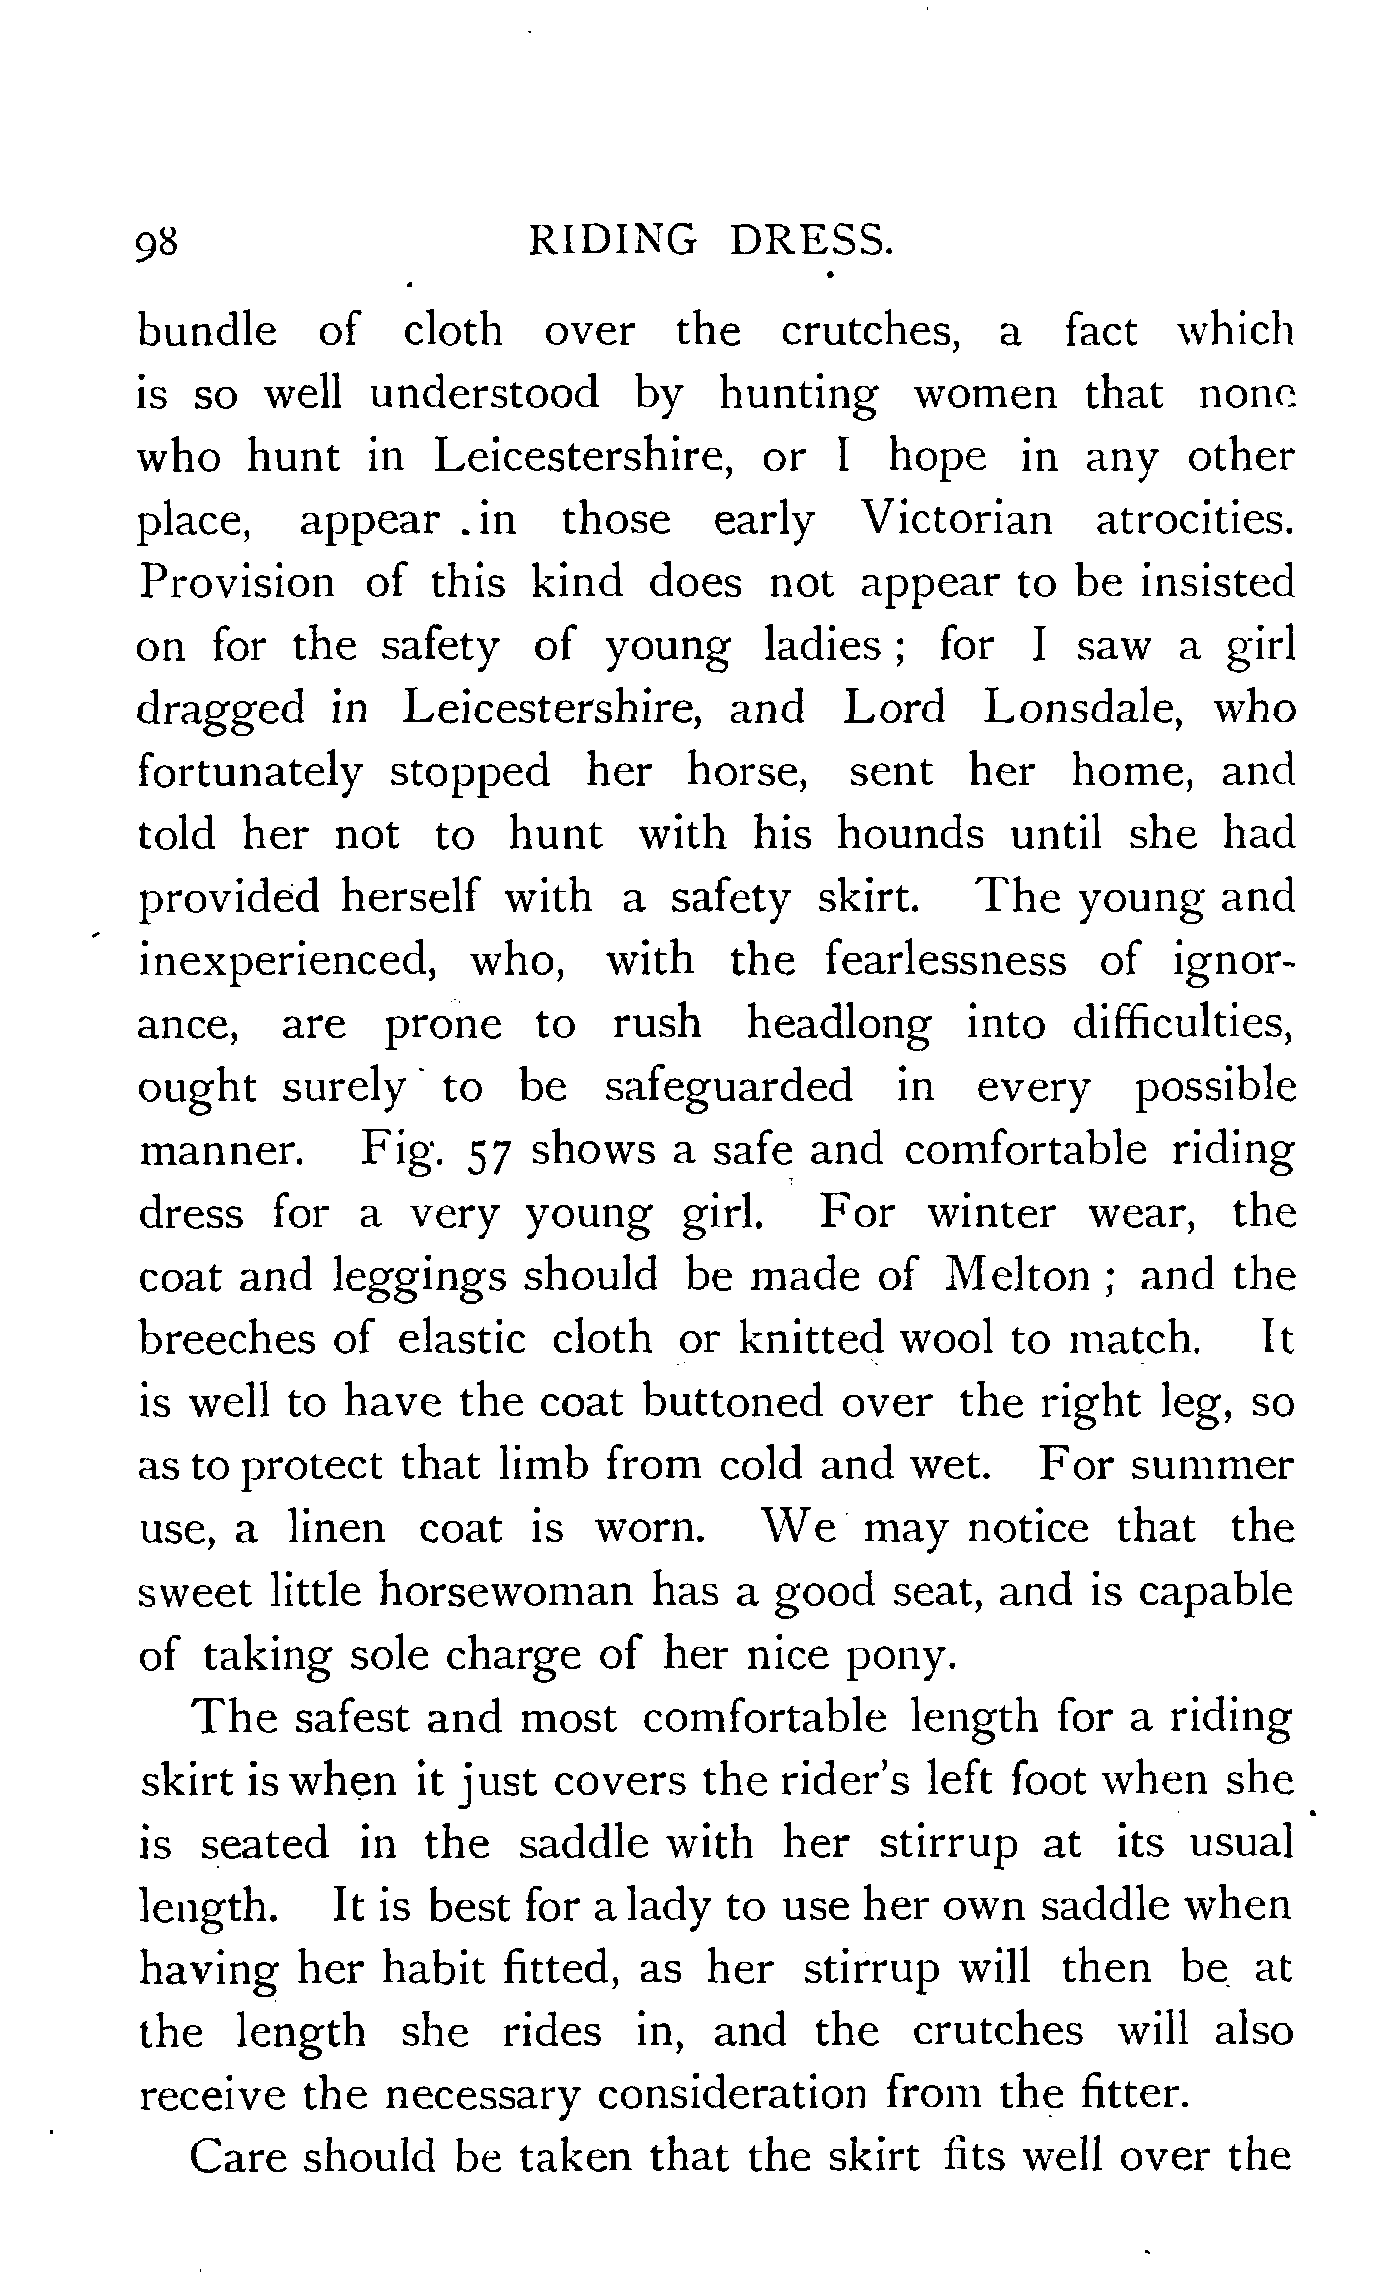 98 RIDING DRESS.
bundle of cloth over the crutches, a fact which
is so well understood by hunting women that none
who hunt in Leicestershire, or I hope in any other
place, appear in those early Victorian atrocities.
Provision of this kind does not appear to be insisted
on for the safety of young ladies ; for I saw a girl
dragged in Leicestershire, and Lord Lonsdale, who
fortunately stopped her horse, sent her home, and
told her not to hunt with his hounds until she had
provided herself with a safety skirt. The young and
inexperienced, who, with the fearlessness of ignor-
ance, are prone to rush headlong into difficulties,
ought surely to be safeguarded in every possible
manner. Fig. 57 shows a safe and comfortable riding
dress for a very young girl. For winter wear, the
coat and leggings should be made of Melton ; and the
breeches of elastic cloth or knitted wool to match. It
is well to have the coat buttoned over the right leg, so
as to protect that limb from cold and wet. For summer
use, a linen coat is worn. We may notice that the
sweet little horsewoman has a good seat, and is capable
of taking sole charge of her nice pony.
The safest and most comfortable length for a riding
skirt is when it just covers the rider's left foot when she
is seated in the saddle with her stirrup at its usual
length. It is best for a lady to use her own saddle when
having her habit fitted, as her stirrup will then be at
the length she rides in, and the crutches will also
receive the necessary consideration from the fitter.
Care should be taken that the skirt fits well over the